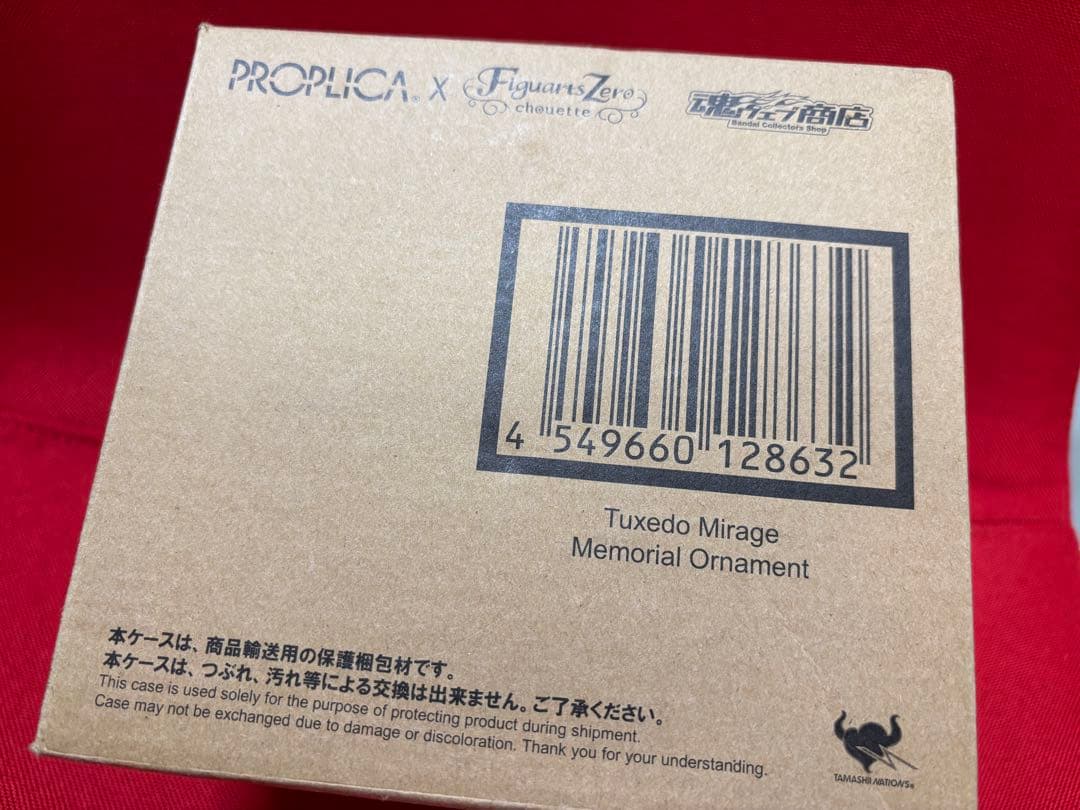 PROPLICA® X Figuarts Zero chouette
魂ウェブ商店
Bandai Collectors Shop
4 549660 128632
Tuxedo Mirage
Memorial Ornament
本ケースは、商品輸送用の保護梱包材です。
本ケースは、つぶれ、汚れ等による交換は出来ません。ご了承ください。
This case is used solely for the purpose of protecting product during shipment.
Case may not be exchanged due to damage or discoloration. Thank you for your understanding.
TAMASHII NATIONS®